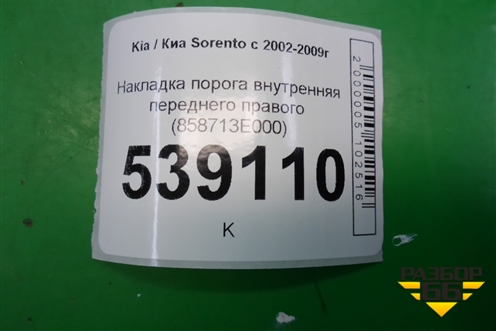 Kia / Киа Sorento с 2002-2009г
Накладка порога внутренняя
переднего правого
(858713E000)
539110
К
2000005102516
РАЗБОР
66